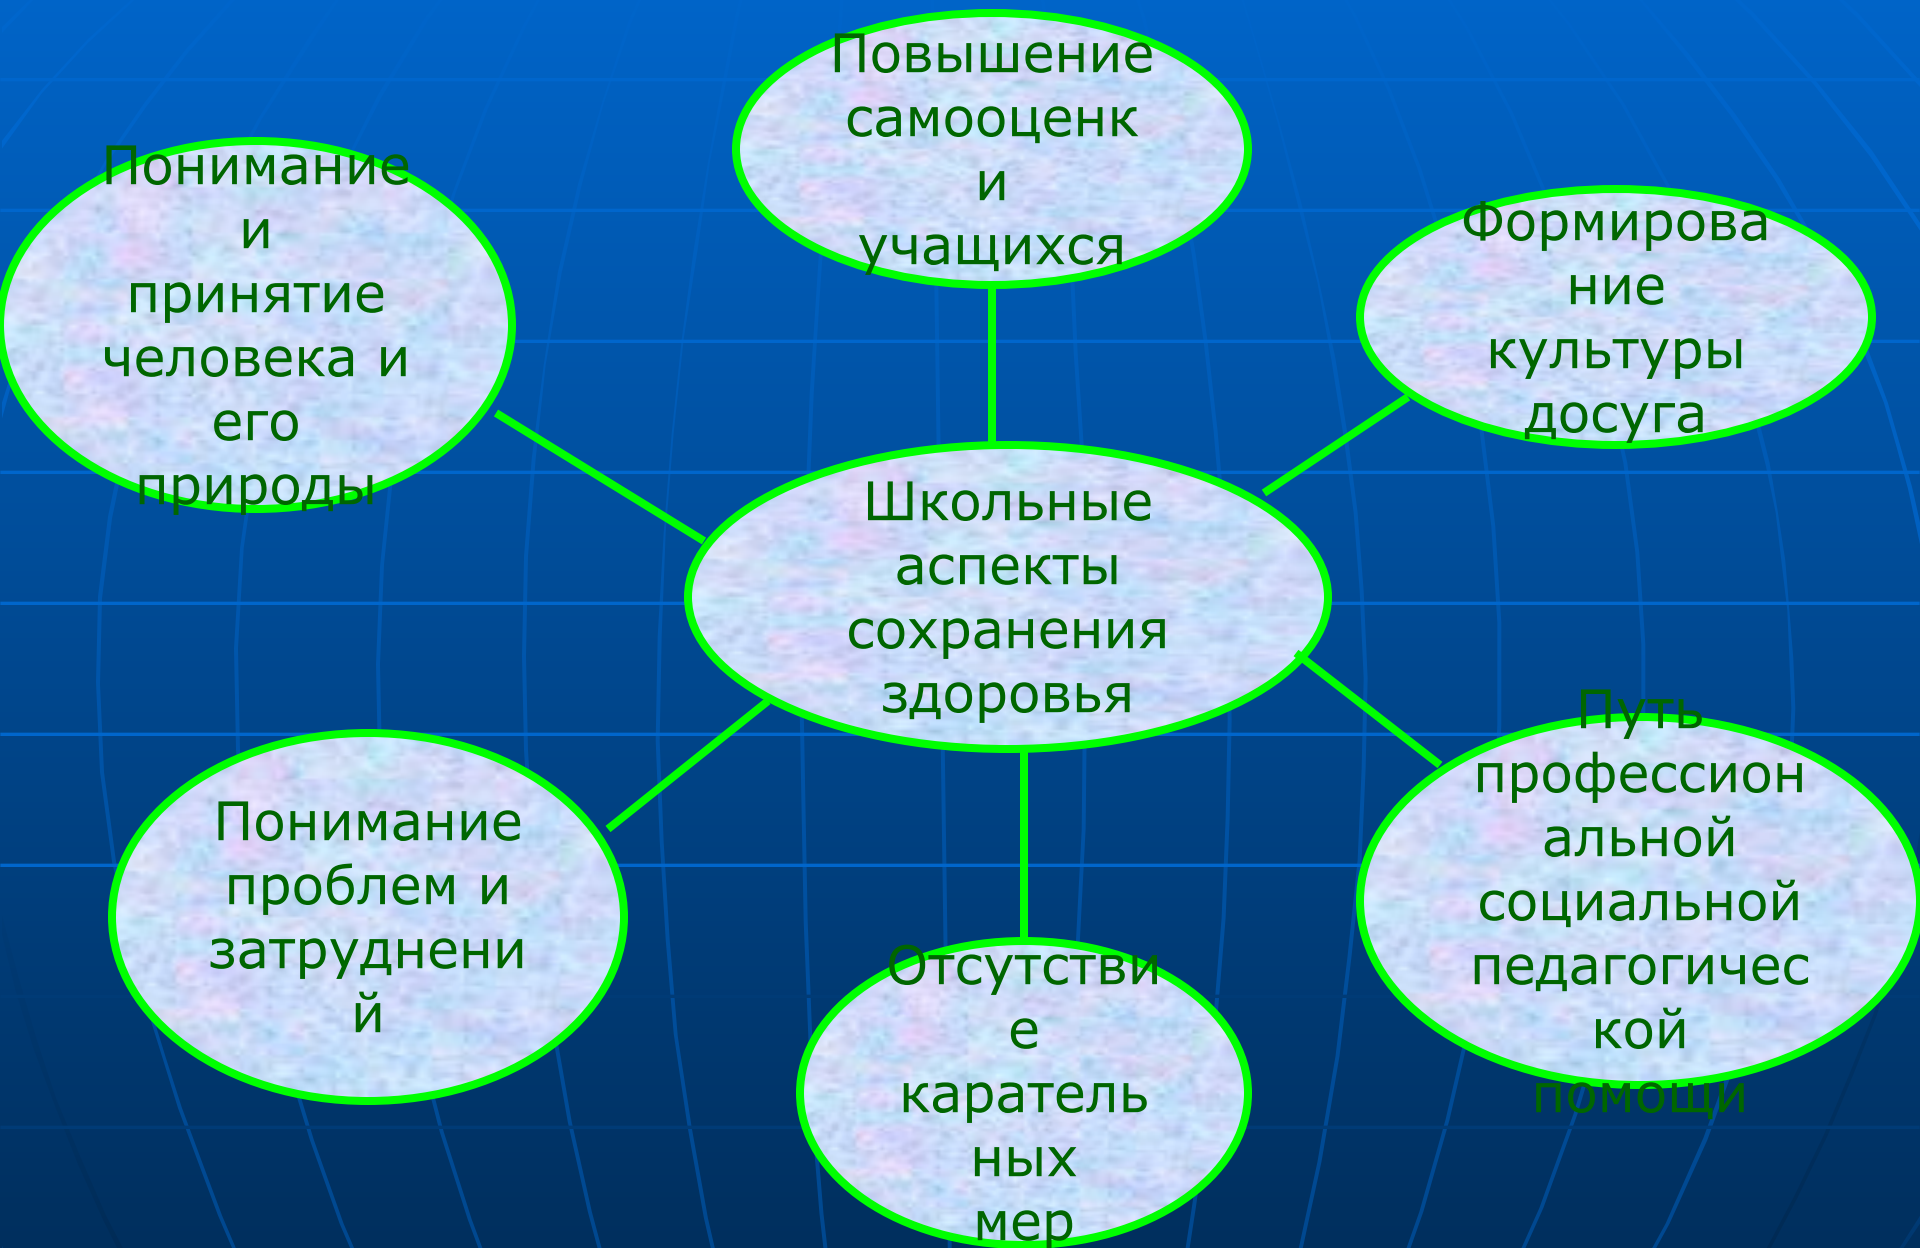 Повышение
самооценк
и
учащихся
Понимание
и
принятие
человека и
его
природы
Формирова
ние
культуры
досуга
Школьные
аспекты
сохранения
здоровья
Понимание
проблем и
затруднени
й
Отсутстви
е
каратель
ных
мер
Путь
профессион
альной
социальной
педагогичес
кой
помощи